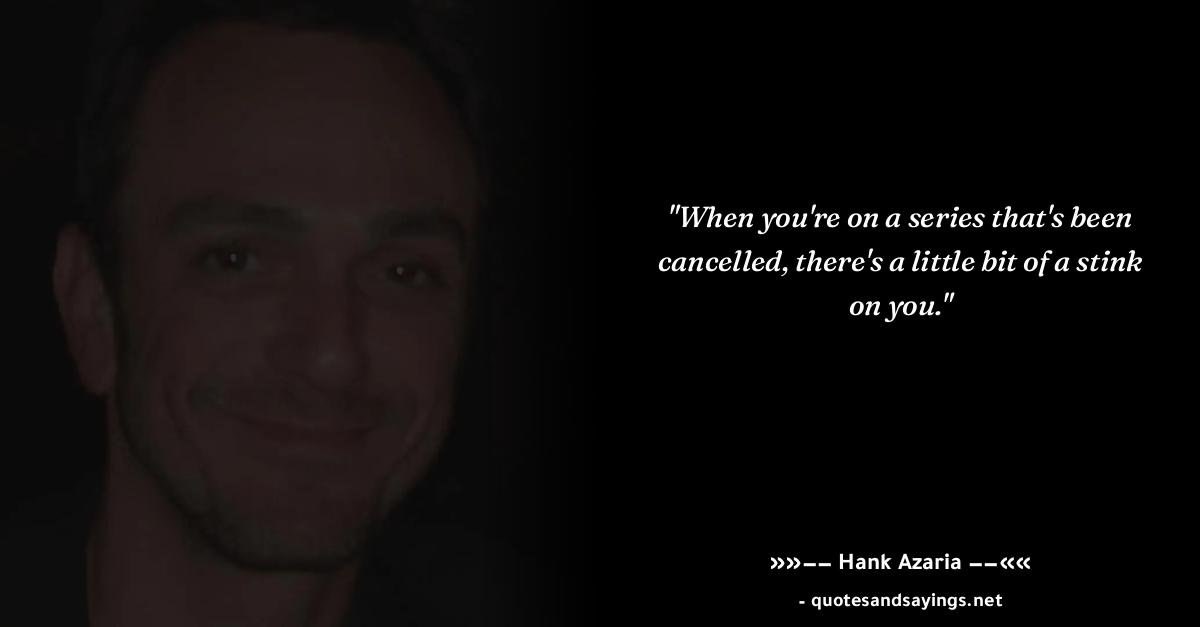 "When you're on a series that's been
cancelled, there's a little bit of a stink
on you."
»»−− Hank Azaria −−««
- quotesandsayings.net